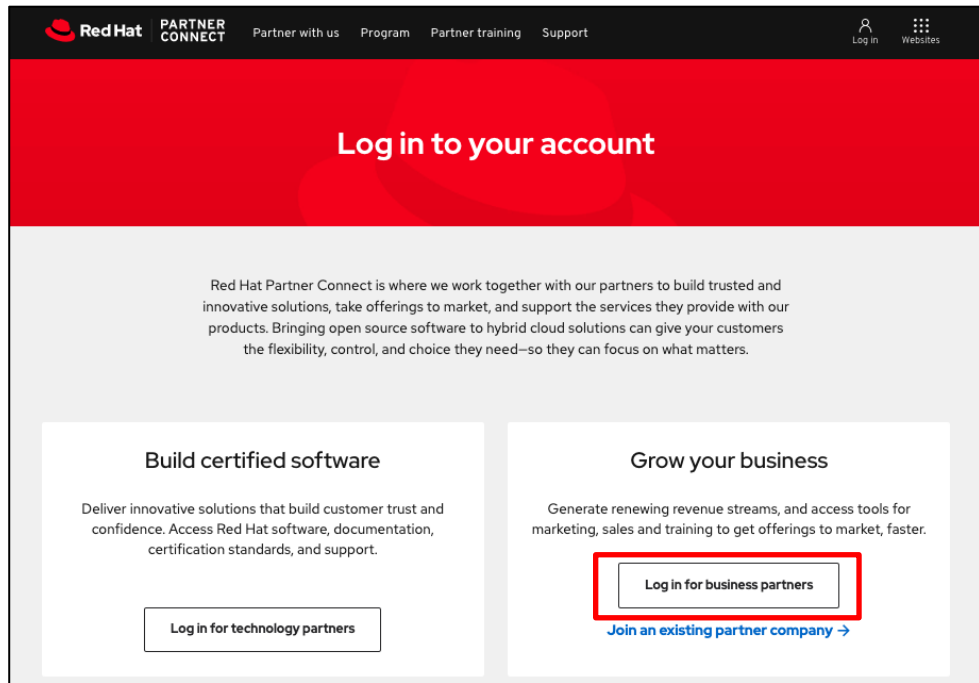 Red Hat
PARTNER
CONNECT
Partner with us Program Partner training Support
Log in
Websites
Log in to your account
Red Hat Partner Connect is where we work together with our partners to build trusted and
innovative solutions, take offerings to market, and support the services they provide with our
products. Bringing open source software to hybrid cloud solutions can give your customers
the flexibility, control, and choice they need—so they can focus on what matters.
Build certified software
Deliver innovative solutions that build customer trust and
confidence. Access Red Hat software, documentation,
certification standards, and support.
Log in for technology partners
Grow your business
Generate renewing revenue streams, and access tools for
marketing, sales and training to get offerings to market, faster.
Log in for business partners
Join an existing partner company →